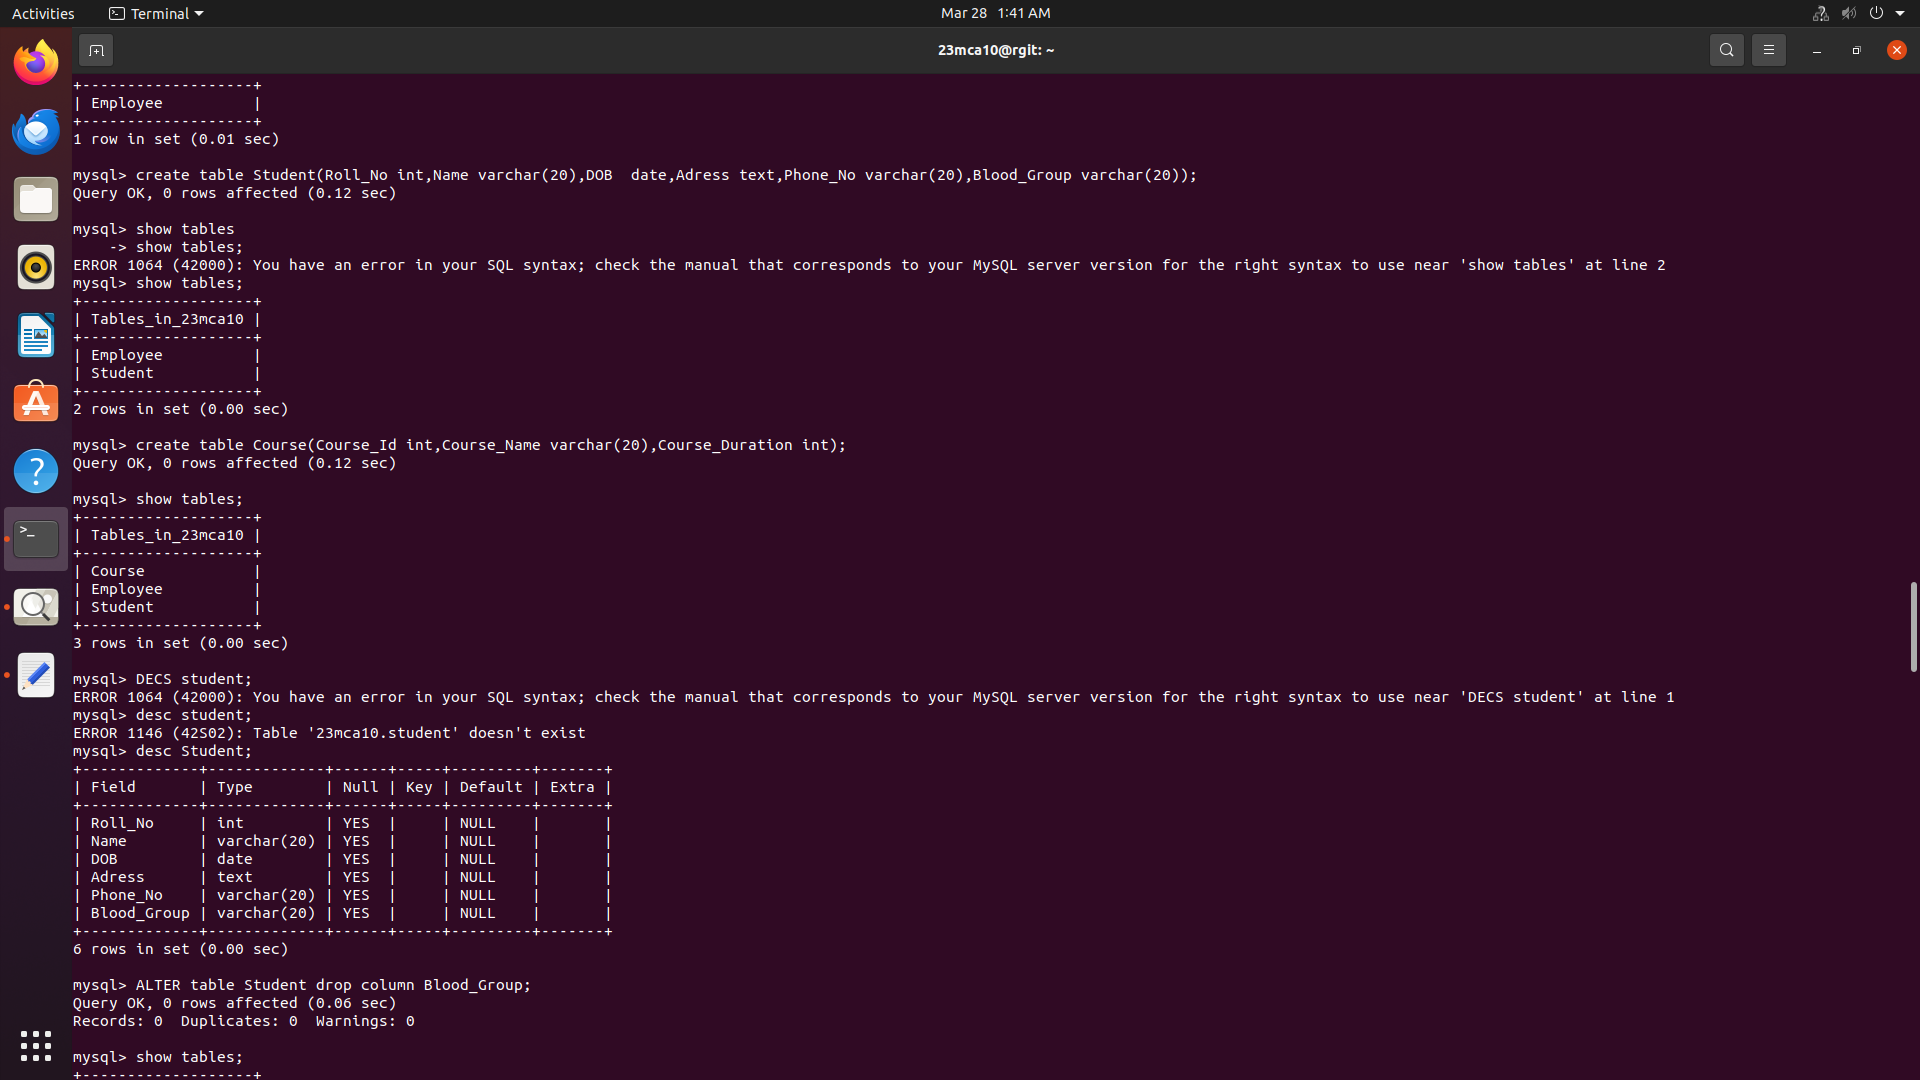 Activities
Terminal
Mar 28 1:41 AM
23mca10@rgit: ~
+-------------------+
| Employee          |
+-------------------+
1 row in set (0.01 sec)
mysql> create table Student(Roll_No int,Name varchar(20),DOB  date,Adress text,Phone_No varchar(20),Blood_Group varchar(20));
Query OK, 0 rows affected (0.12 sec)
mysql> show tables
    -> show tables;
ERROR 1064 (42000): You have an error in your SQL syntax; check the manual that corresponds to your MySQL server version for the right syntax to use near 'show tables' at line 2
mysql> show tables;
+-------------------+
| Tables_in_23mca10 |
+-------------------+
| Employee          |
| Student           |
+-------------------+
2 rows in set (0.00 sec)
mysql> create table Course(Course_Id int,Course_Name varchar(20),Course_Duration int);
Query OK, 0 rows affected (0.12 sec)
mysql> show tables;
+-------------------+
| Tables_in_23mca10 |
+-------------------+
| Course            |
| Employee          |
| Student           |
+-------------------+
3 rows in set (0.00 sec)
mysql> DECS student;
ERROR 1064 (42000): You have an error in your SQL syntax; check the manual that corresponds to your MySQL server version for the right syntax to use near 'DECS student' at line 1
mysql> desc student;
ERROR 1146 (42S02): Table '23mca10.student' doesn't exist
mysql> desc Student;
+-------------+-------------+------+-----+---------+-------+
| Field       | Type        | Null | Key | Default | Extra |
+-------------+-------------+------+-----+---------+-------+
| Roll_No     | int         | YES  |     | NULL    |       |
| Name        | varchar(20) | YES  |     | NULL    |       |
| DOB         | date        | YES  |     | NULL    |       |
| Adress      | text        | YES  |     | NULL    |       |
| Phone_No    | varchar(20) | YES  |     | NULL    |       |
| Blood_Group | varchar(20) | YES  |     | NULL    |       |
+-------------+-------------+------+-----+---------+-------+
6 rows in set (0.00 sec)
mysql> ALTER table Student drop column Blood_Group;
Query OK, 0 rows affected (0.06 sec)
Records: 0  Duplicates: 0  Warnings: 0
mysql> show tables;
+-------------------+